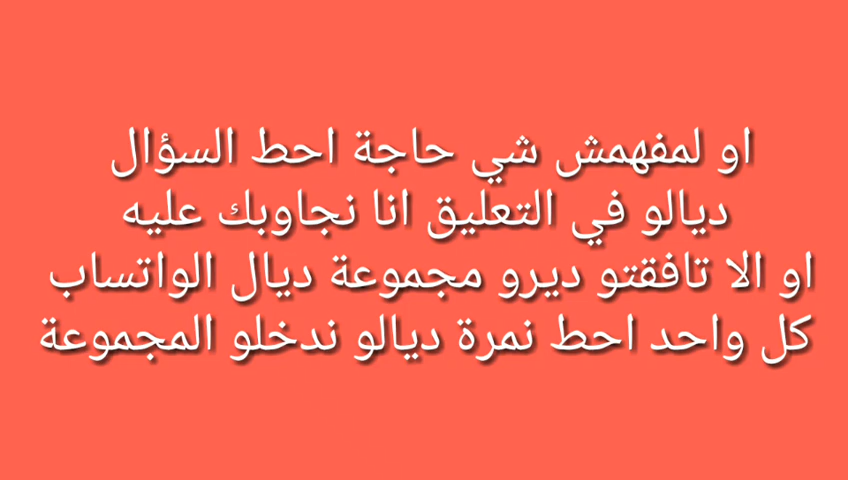 او لمفهمش شي حاجة احط السؤال
ديالو في التعليق انا نجاوبك عليه
او الا تافقتو ديرو مجموعة ديال الواتساب
كل واحد احط نمرة ديالو ندخلو المجموعة